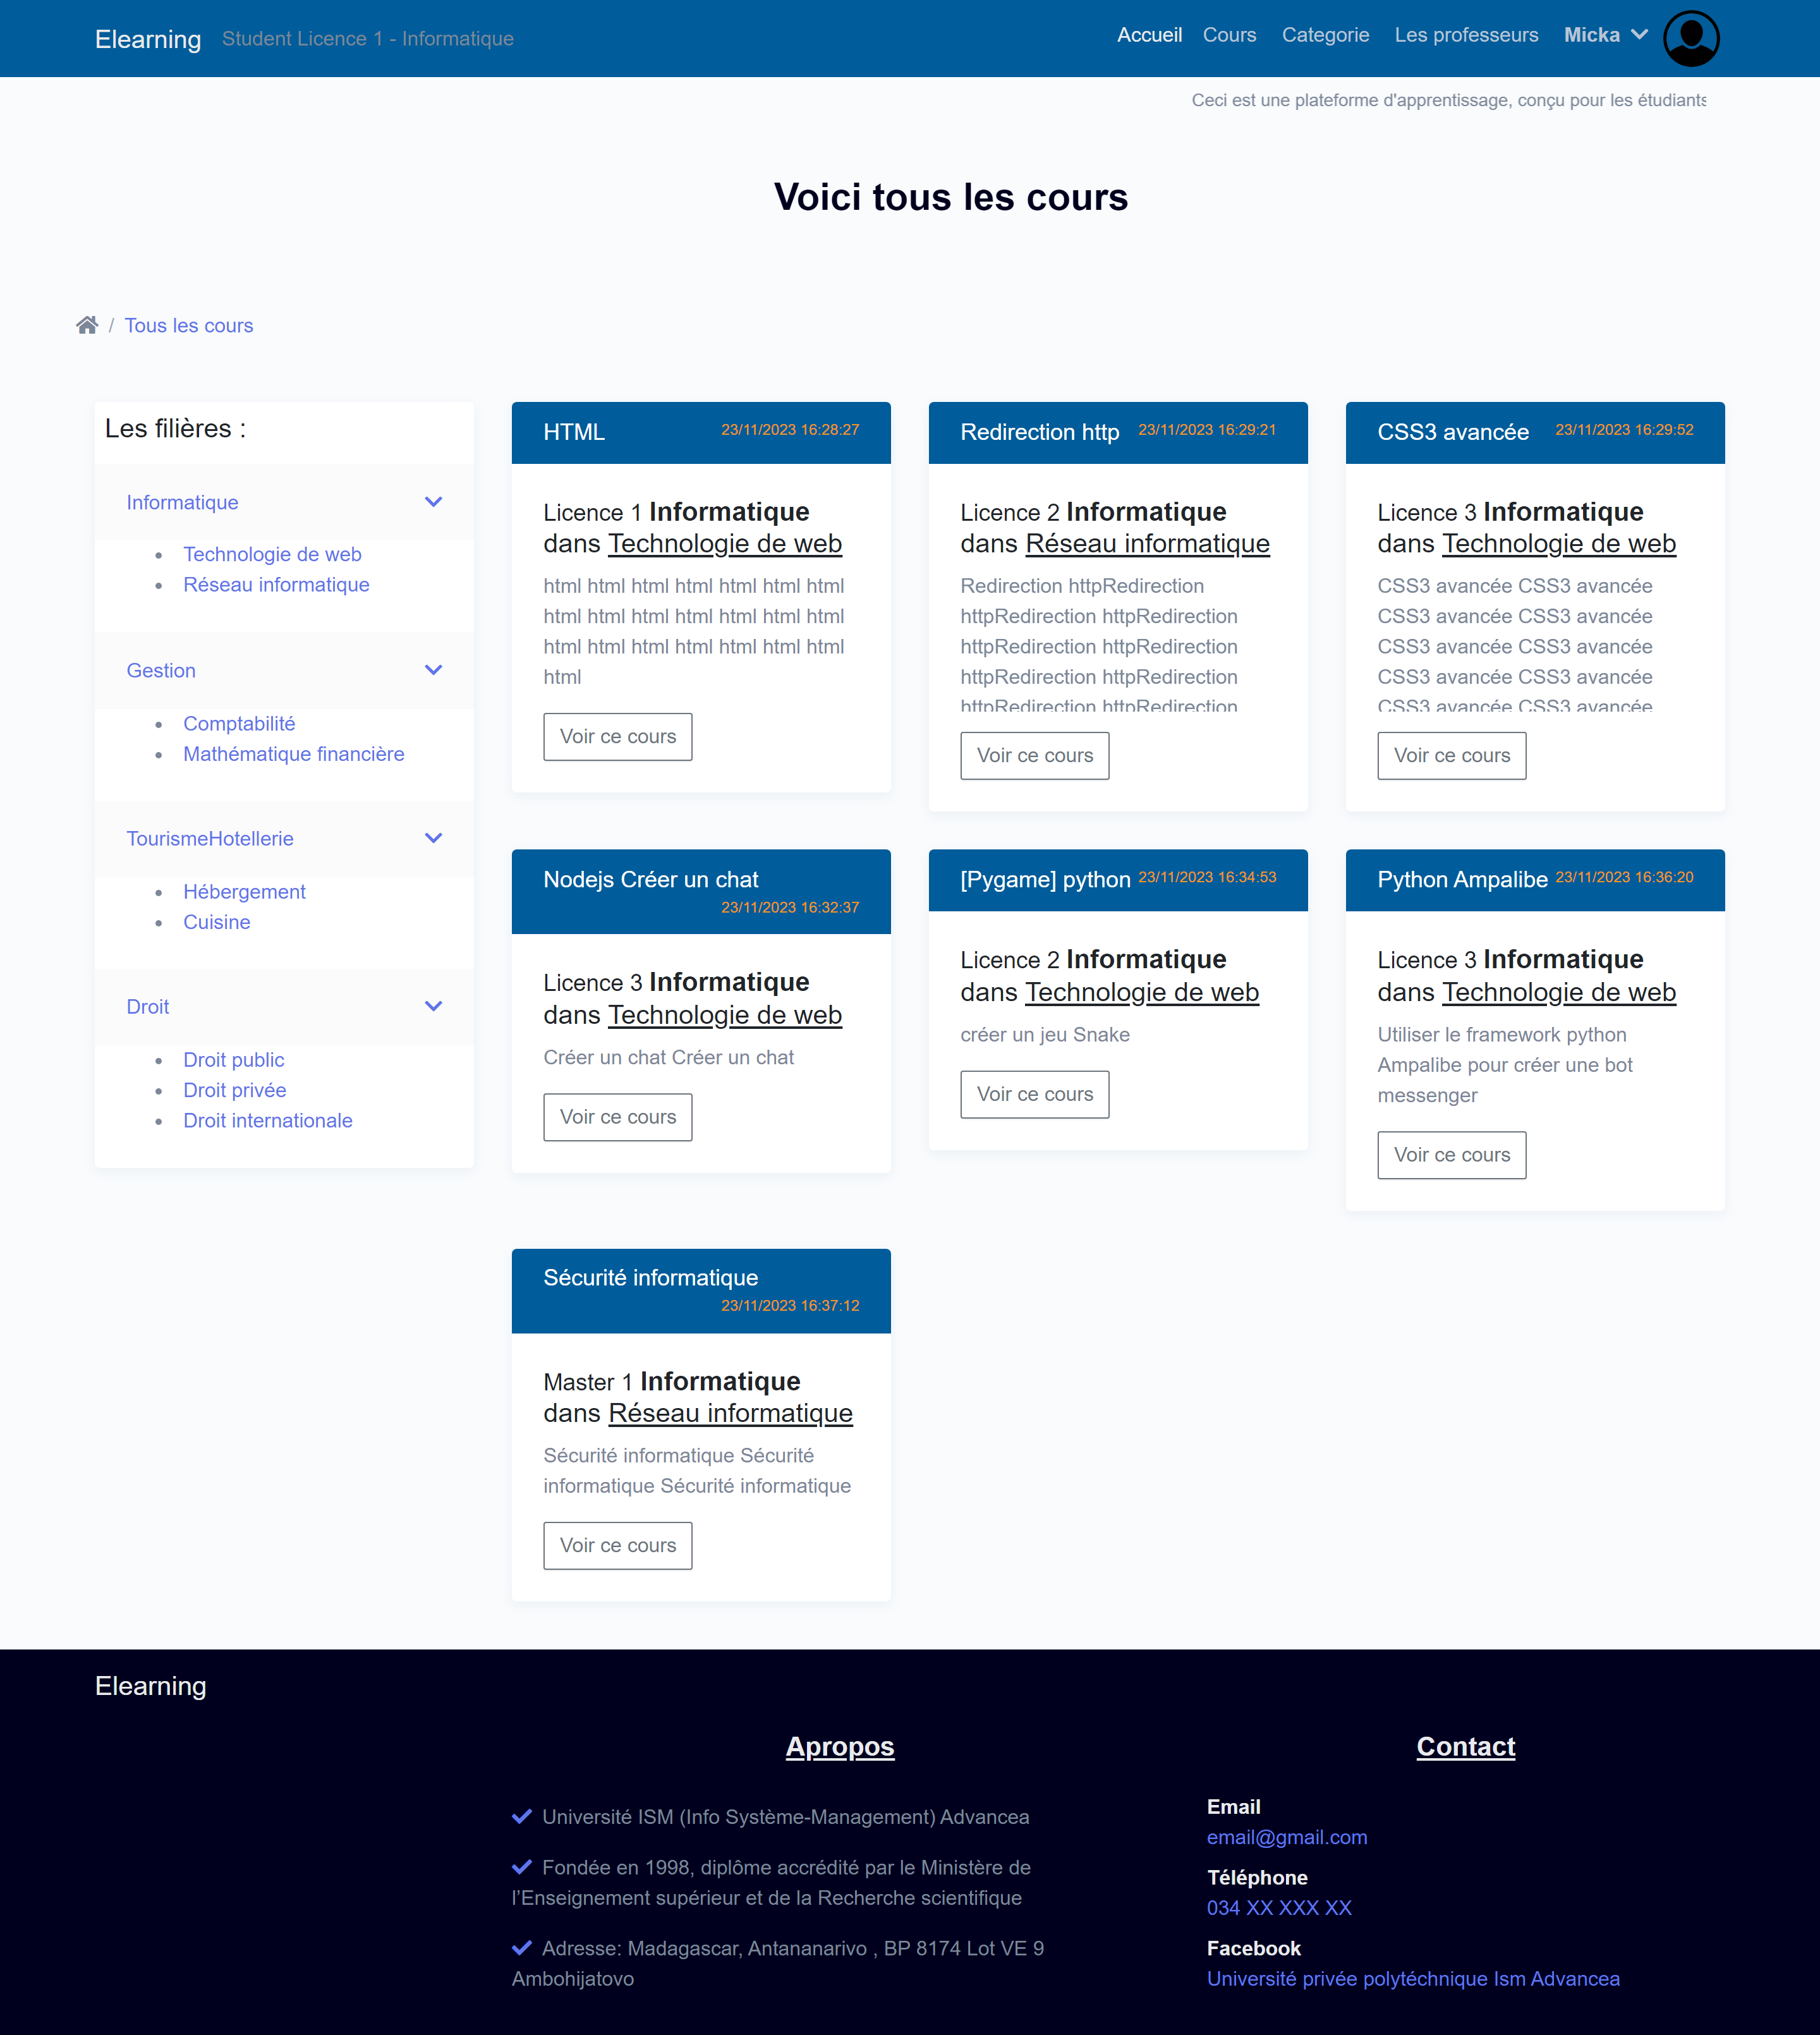 Elearning Student Licence 1 - Informatique Accueil Cours Categorie Les professeurs Micka
Ceci est une plateforme d'apprentissage, conçu pour les étudiants
Voici tous les cours
/ Tous les cours
Les filières :
Informatique
Technologie de web
Réseau informatique
Gestion
Comptabilité
Mathématique financière
TourismeHotellerie
Hébergement
Cuisine
Droit
Droit public
Droit privée
Droit internationale
HTML 23/11/2023 16:28:27
Licence 1 Informatique
dans Technologie de web
html html html html html html html
html html html html html html html
html html html html html html html
html
Voir ce cours
Redirection http 23/11/2023 16:29:21
Licence 2 Informatique
dans Réseau informatique
Redirection httpRedirection
httpRedirection httpRedirection
httpRedirection httpRedirection
httpRedirection httpRedirection
httpRedirection httpRedirection
Voir ce cours
CSS3 avancée 23/11/2023 16:29:52
Licence 3 Informatique
dans Technologie de web
CSS3 avancée CSS3 avancée
CSS3 avancée CSS3 avancée
CSS3 avancée CSS3 avancée
CSS3 avancée CSS3 avancée
CSS3 avancée CSS3 avancée
Voir ce cours
Nodejs Créer un chat
23/11/2023 16:32:37
Licence 3 Informatique
dans Technologie de web
Créer un chat Créer un chat
Voir ce cours
[Pygame] python 23/11/2023 16:34:53
Licence 2 Informatique
dans Technologie de web
créer un jeu Snake
Voir ce cours
Python Ampalibe 23/11/2023 16:36:20
Licence 3 Informatique
dans Technologie de web
Utiliser le framework python
Ampalibe pour créer une bot
messenger
Voir ce cours
Sécurité informatique
23/11/2023 16:37:12
Master 1 Informatique
dans Réseau informatique
Sécurité informatique Sécurité
informatique Sécurité informatique
Voir ce cours
Elearning
Apropos
Université ISM (Info Système-Management) Advancea
Fondée en 1998, diplôme accrédité par le Ministère de
l’Enseignement supérieur et de la Recherche scientifique
Adresse: Madagascar, Antananarivo , BP 8174 Lot VE 9
Ambohijatovo
Contact
Email
email@gmail.com
Téléphone
034 XX XXX XX
Facebook
Université privée polytéchnique Ism Advancea